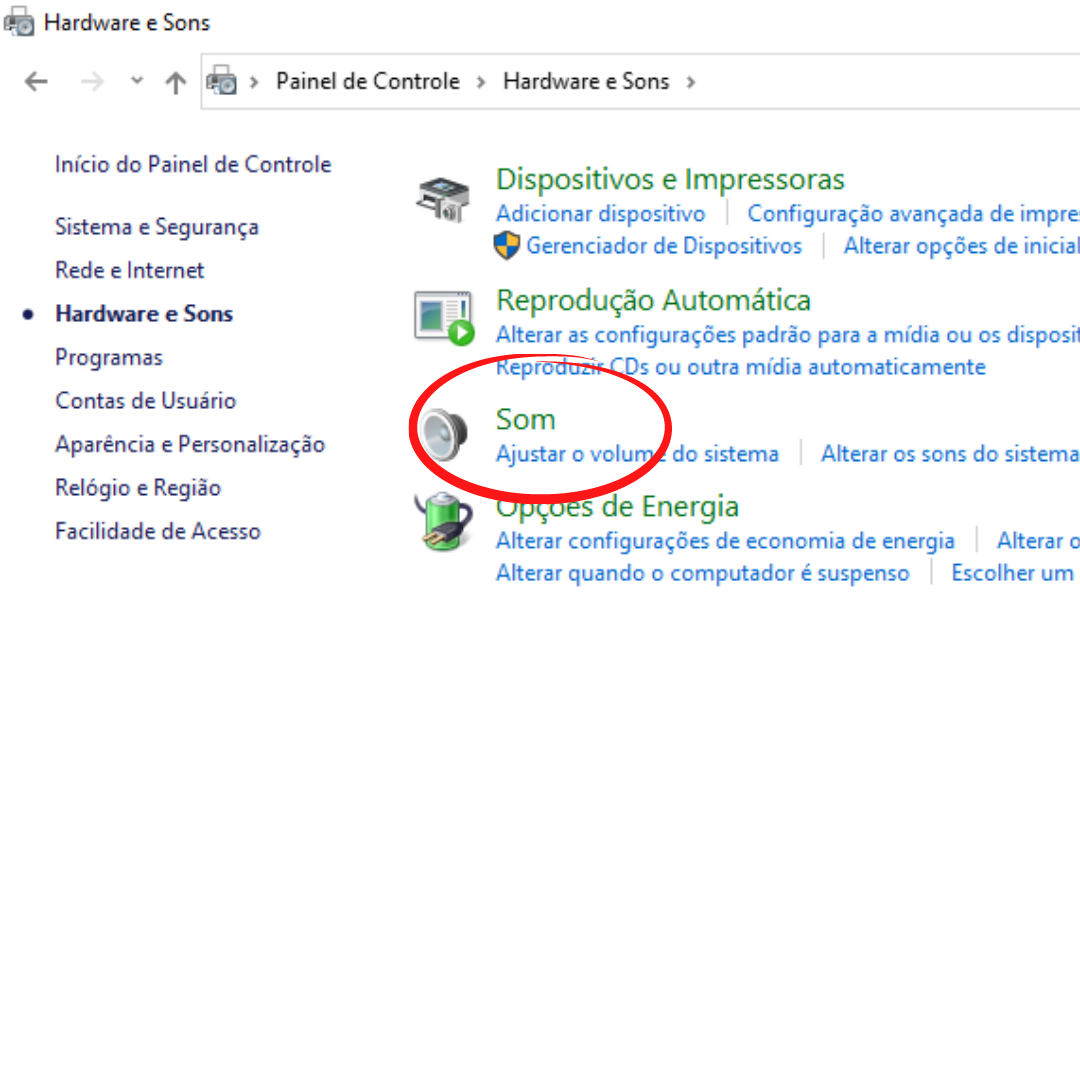 Hardware e Sons
Painel de Controle > Hardware e Sons >
Início do Painel de Controle
Sistema e Segurança
Rede e Internet
Hardware e Sons
Programas
Contas de Usuário
Aparência e Personalização
Relógio e Região
Facilidade de Acesso
Dispositivos e Impressoras
Adicionar dispositivo | Configuração avançada de impres
Gerenciador de Dispositivos | Alterar opções de inicial
Reprodução Automática
Alterar as configurações padrão para a mídia ou os disposit
Reproduzir CDs ou outra mídia automaticamente
Som
Ajustar o volume do sistema | Alterar os sons do sistema
Opções de Energia
Alterar configurações de economia de energia | Alterar o
Alterar quando o computador é suspenso | Escolher um